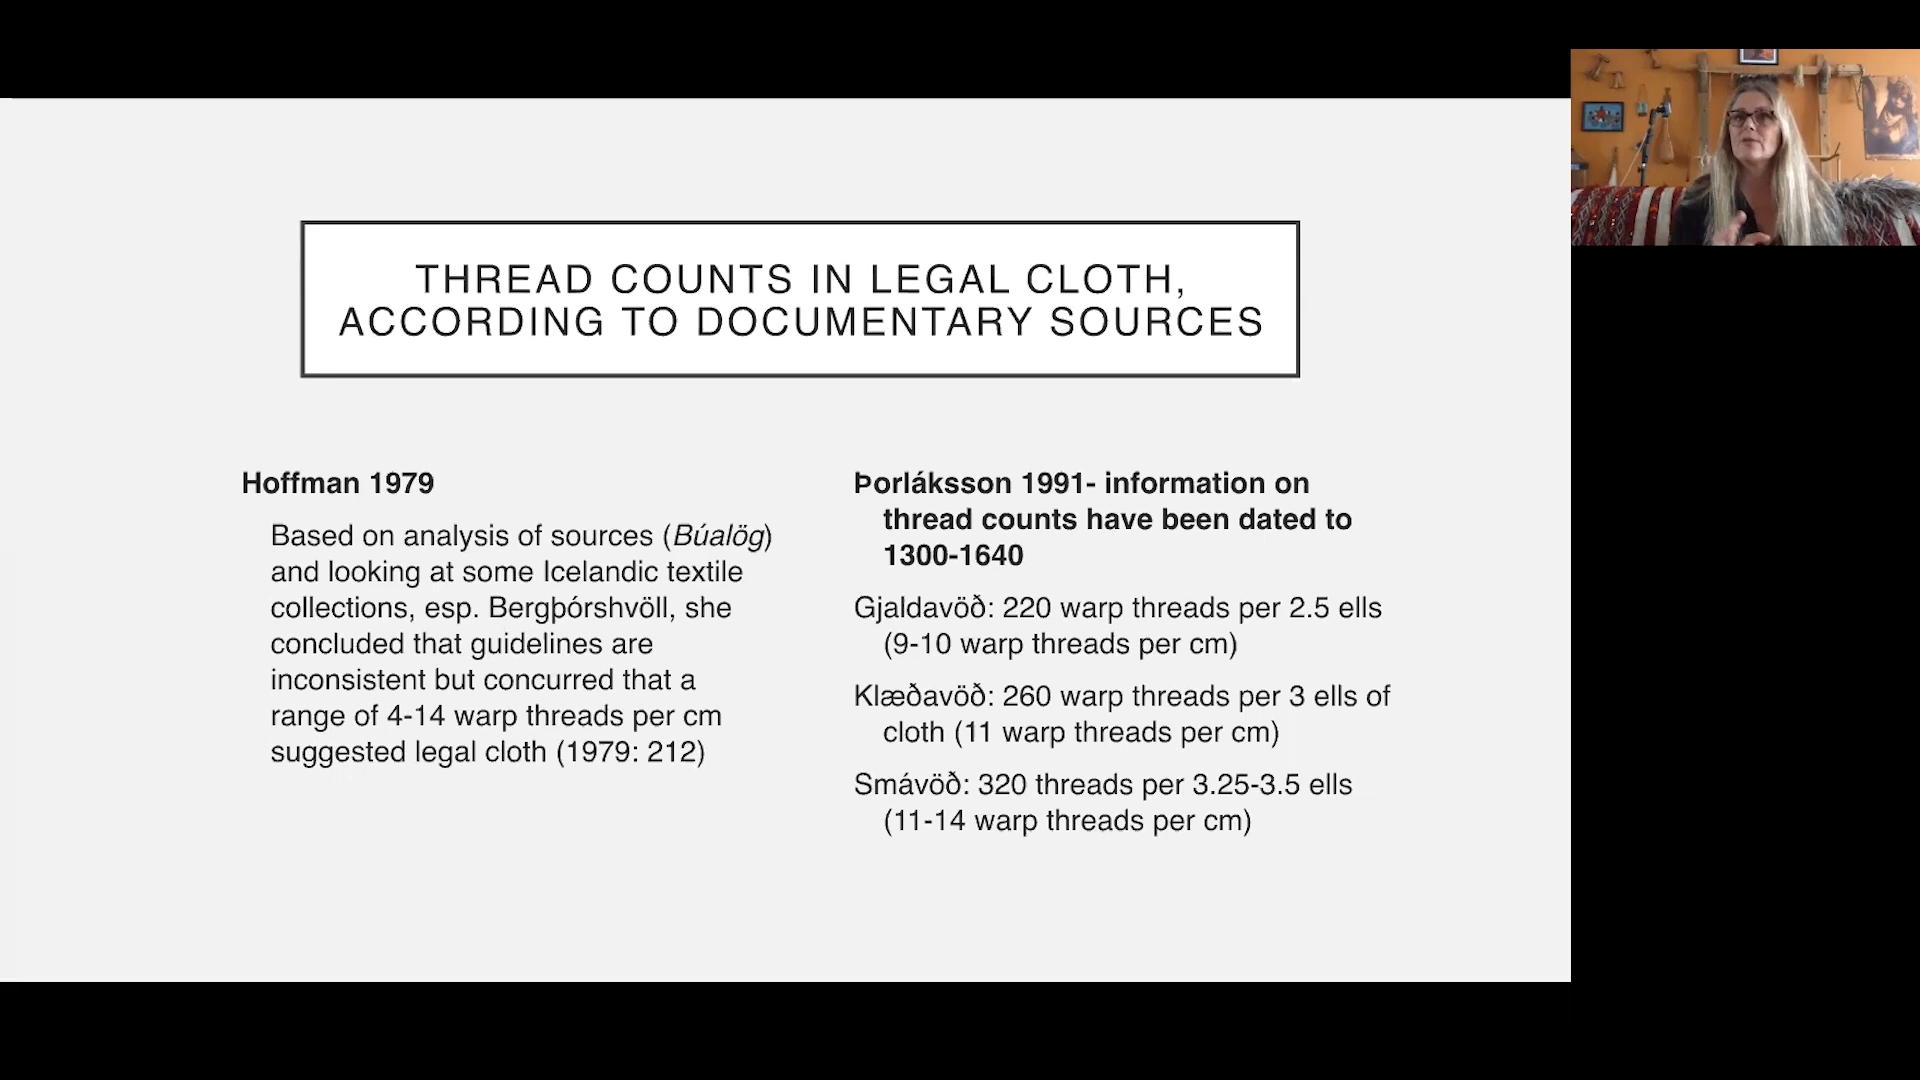 THREAD COUNTS IN LEGAL CLOTH,
ACCORDING TO DOCUMENTARY SOURCES
Hoffman 1979
Based on analysis of sources (Búalög)
and looking at some Icelandic textile
collections, esp. Bergþórshvöll, she
concluded that guidelines are
inconsistent but concurred that a
range of 4-14 warp threads per cm
suggested legal cloth (1979: 212)
Þorláksson 1991- information on
thread counts have been dated to
1300-1640
Gjaldavöð: 220 warp threads per 2.5 ells
(9-10 warp threads per cm)
Klæðavöð: 260 warp threads per 3 ells of
cloth (11 warp threads per cm)
Smávöð: 320 threads per 3.25-3.5 ells
(11-14 warp threads per cm)